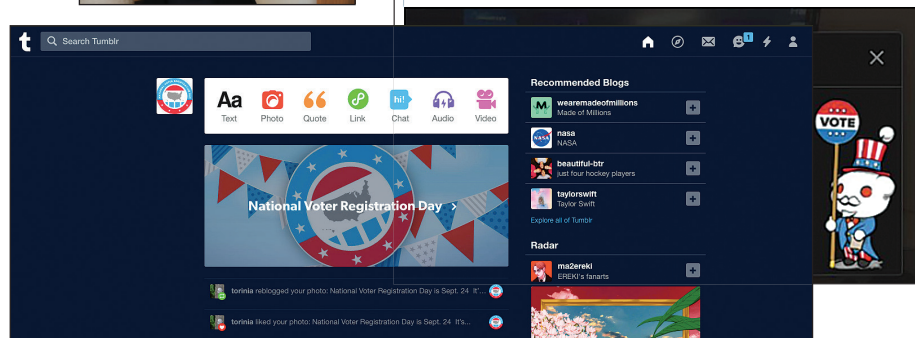 t
Search Tumblr
1
Aa
hi!
Text
Photo
Quote
Link
Chat
Audio
Video
National Voter Registration Day >
torinia reblogged your photo: National Voter Registration Day is Sept. 24 It'...
torinia liked your photo: National Voter Registration Day is Sept. 24 It's...
Recommended Blogs
M
wearemadeofmillions
Made of Millions
NASA
nasa
NASA
beautiful-btr
just four hockey players
taylorswift
Taylor Swift
Explore all of Tumblr
Radar
ma2ereki
EREKI's fanarts
VOTE